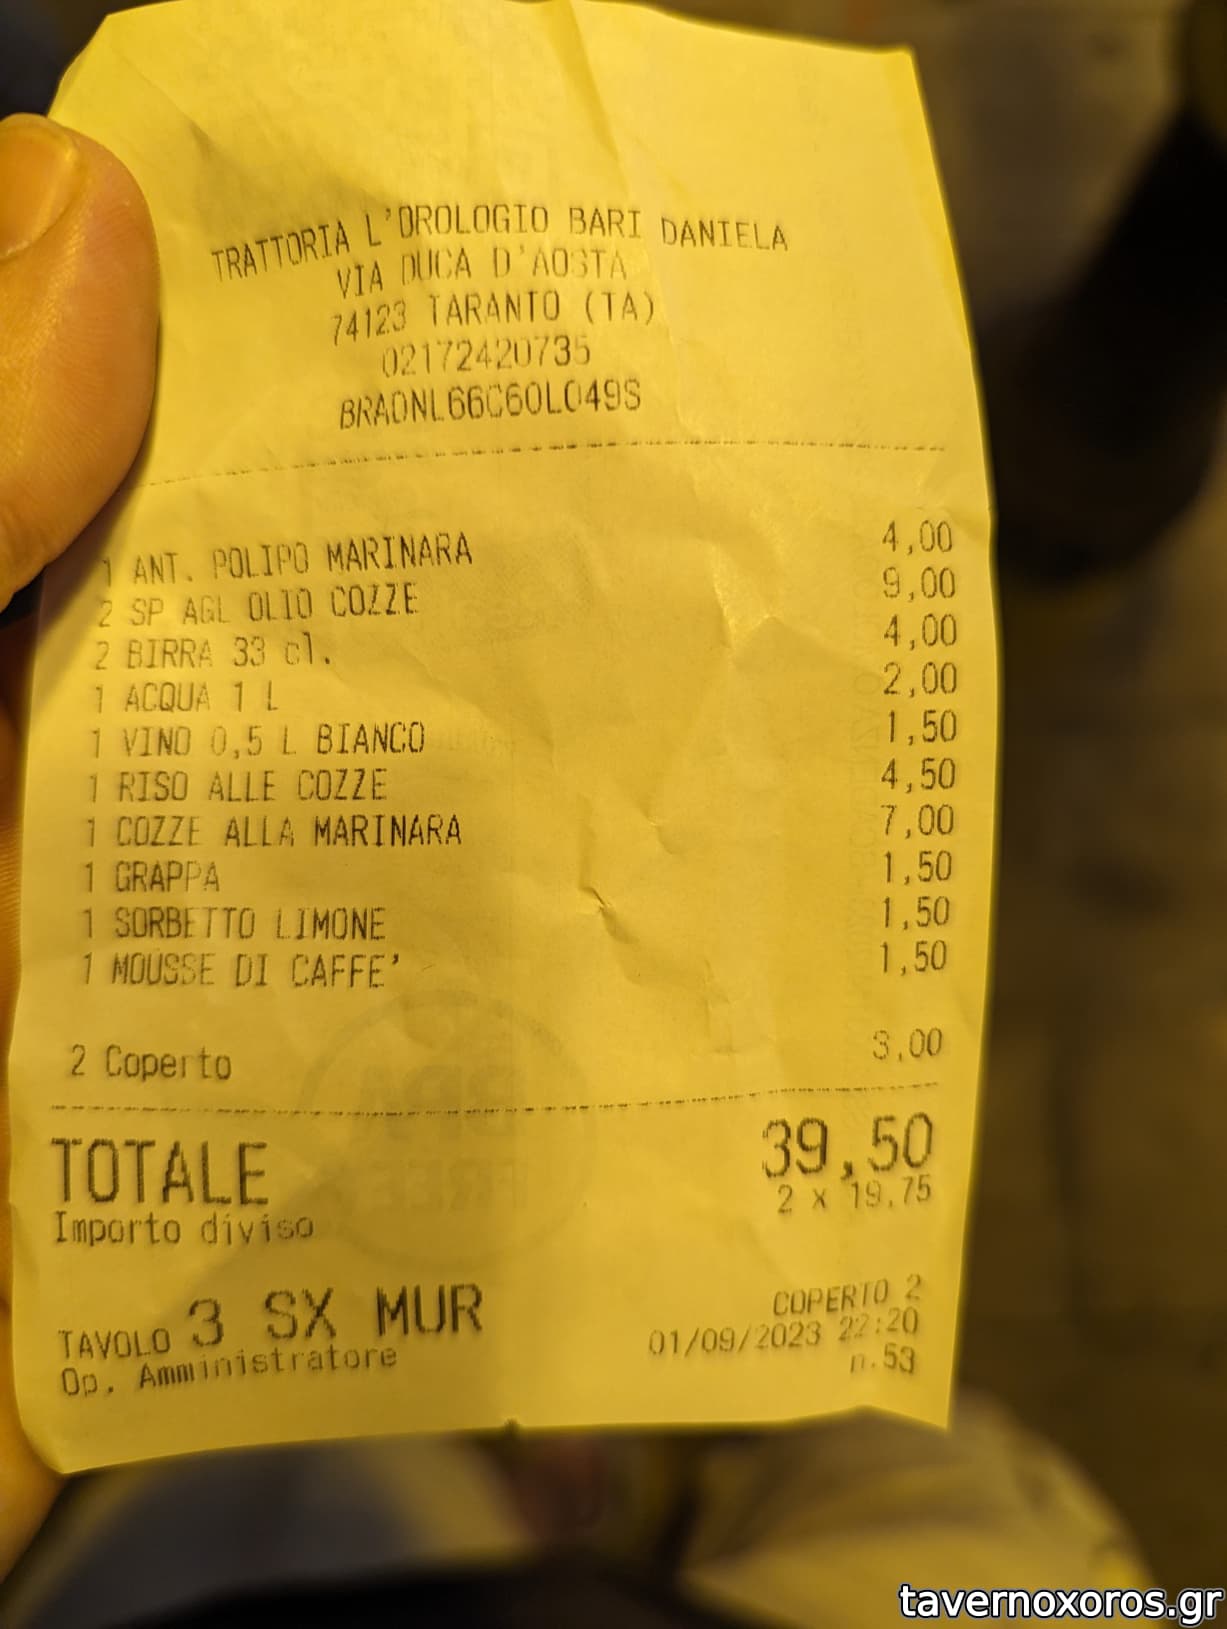 TRATTORIA L'OROLOGIO BARI DANIELA
VIA DUCA D'AOSTA
74123 TARANTO (TA)
02172420735
BRADNL66C60L049S
1 ANT. POLIPO MARINARA 4,00
2 SP AGL OLIO COZZE 9,00
2 BIRRA 33 cl. 4,00
1 ACQUA 1 L 2,00
1 VINO 0,5 L BIANCO 1,50
1 RISO ALLE COZZE 4,50
1 COZZE ALLA MARINARA 7,00
1 GRAPPA 1,50
1 SORBETTO LIMONE 1,50
1 MOUSSE DI CAFFE' 1,50
2 Coperto 3,00
TOTALE 39,50
Importo diviso 2 x 19.75
TAVOLO 3 SX MUR COPERTO 2
Op. Amministratore 01/09/2023 22:20
n.53
tavernoxoros.gr